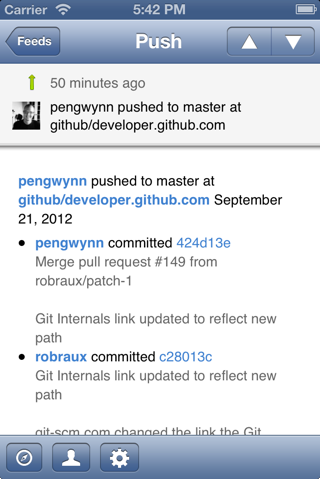 Carrier 5:42 PM
Feeds Push
50 minutes ago
pengwynn pushed to master at
github/developer.github.com
pengwynn pushed to master at
github/developer.github.com September
21, 2012
pengwynn committed 424d13e
Merge pull request #149 from
robraux/patch-1
Git Internals link updated to reflect new
path
robraux committed c28013c
Git Internals link updated to reflect new
path
git-scm.com changed the link the Git